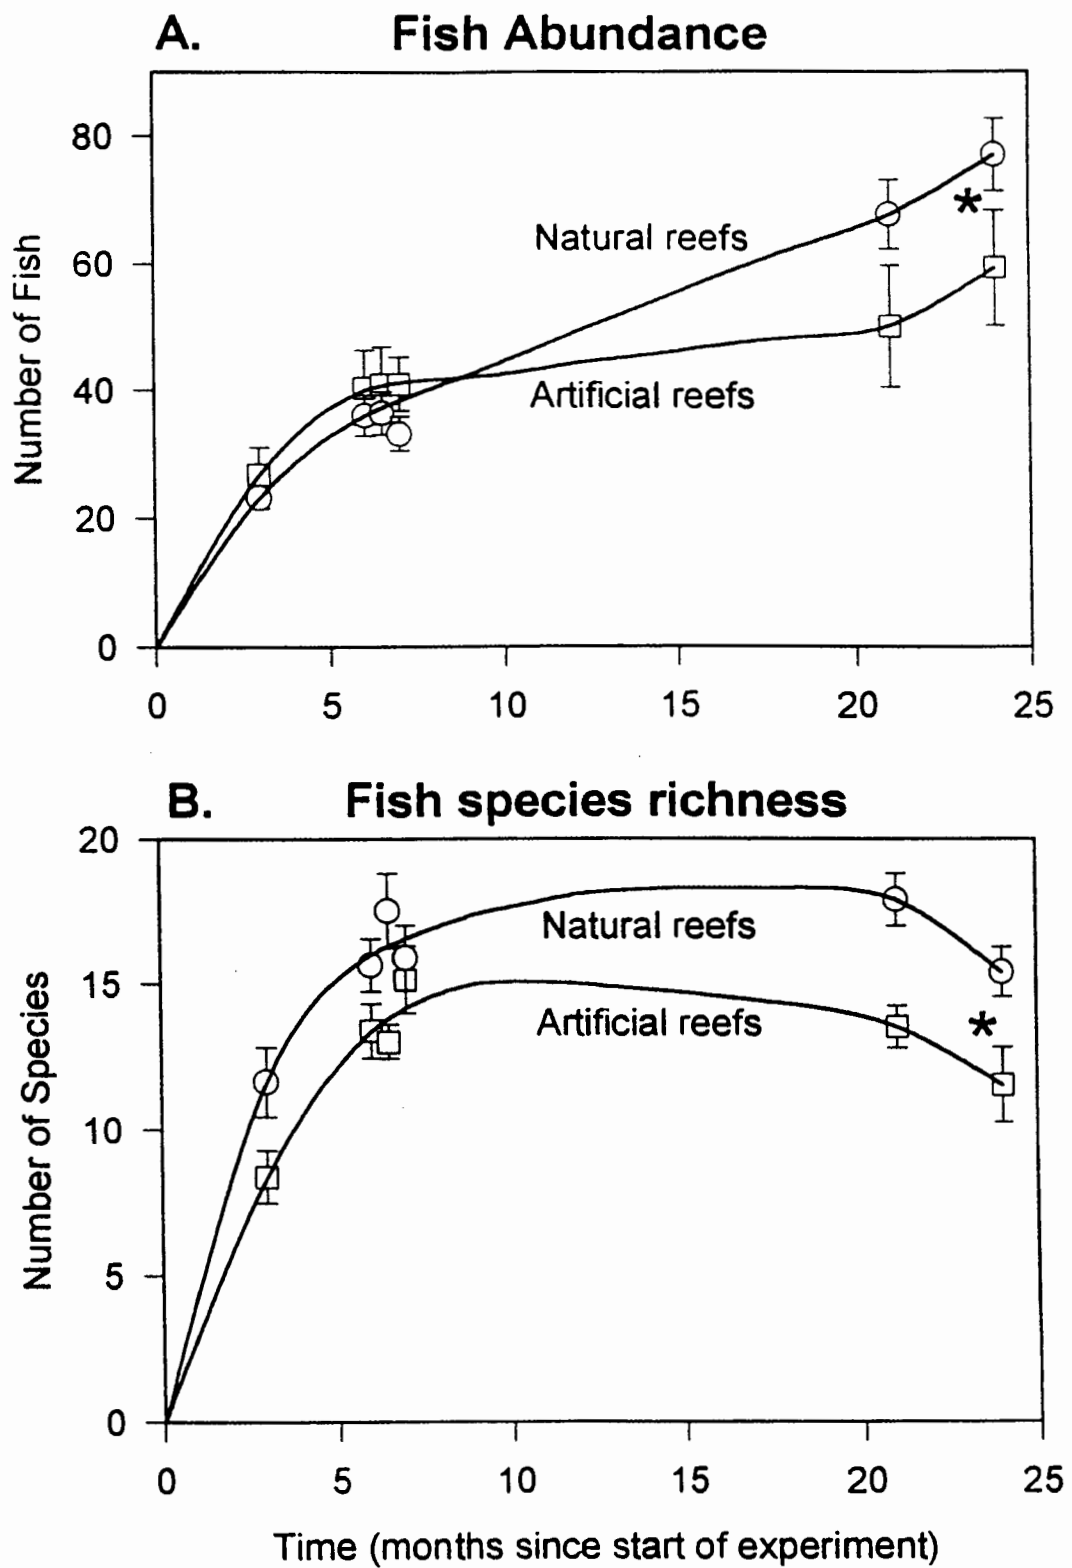 A. Fish Abundance
Number of Fish
80
60
40
20
0
Natural reefs
*
Artificial reefs
0 5 10 15 20 25
B. Fish species richness
Number of Species
20
15
10
5
0
Natural reefs
Artificial reefs
*
0 5 10 15 20 25
Time (months since start of experiment)